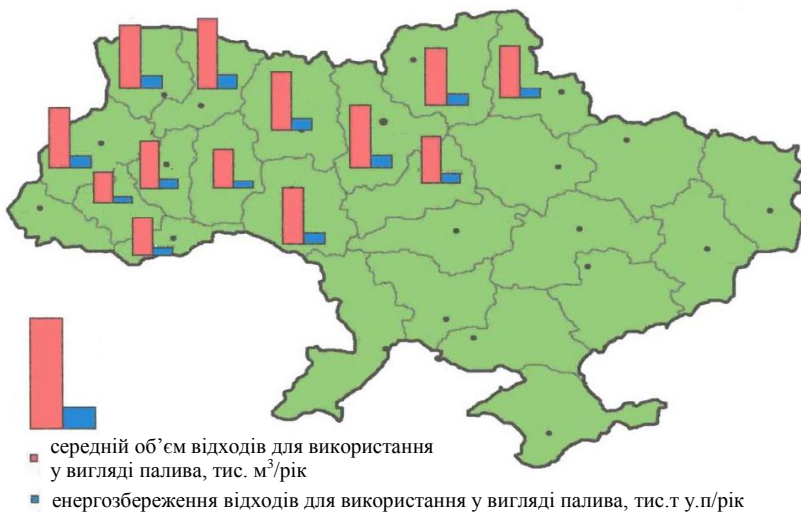 середній об’єм відходів для використання
у вигляді палива, тис. м³/рік
енергозбереження відходів для використання у вигляді палива, тис.т у.п/рік